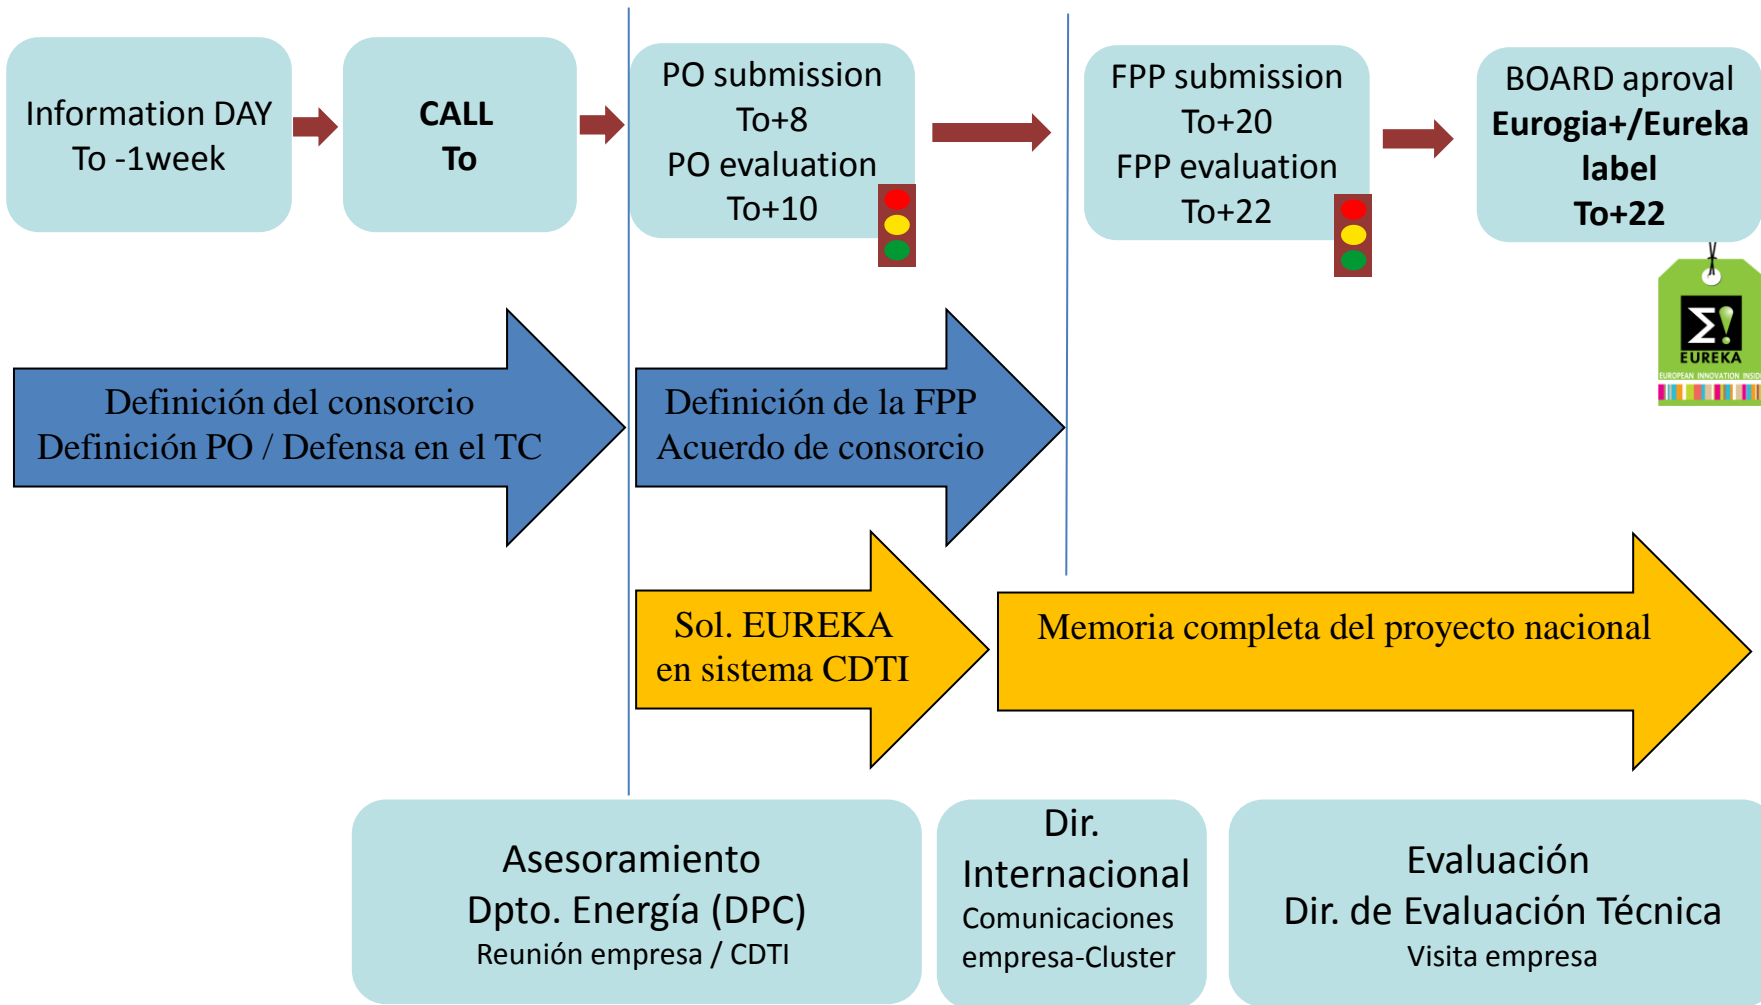 Information DAY
To -1week
CALL
To
PO submission
To+8
PO evaluation
To+10
FPP submission
To+20
FPP evaluation
To+22
BOARD aproval
Eurogia+/Eureka
label
To+22
Σ!
EUREKA
EUROPEAN INNOVATION INSIDE
Definición del consorcio
Definición PO / Defensa en el TC
Definición de la FPP
Acuerdo de consorcio
Sol. EUREKA
en sistema CDTI
Memoria completa del proyecto nacional
Asesoramiento
Dpto. Energía (DPC)
Reunión empresa / CDTI
Dir.
Internacional
Comunicaciones
empresa-Cluster
Evaluación
Dir. de Evaluación Técnica
Visita empresa